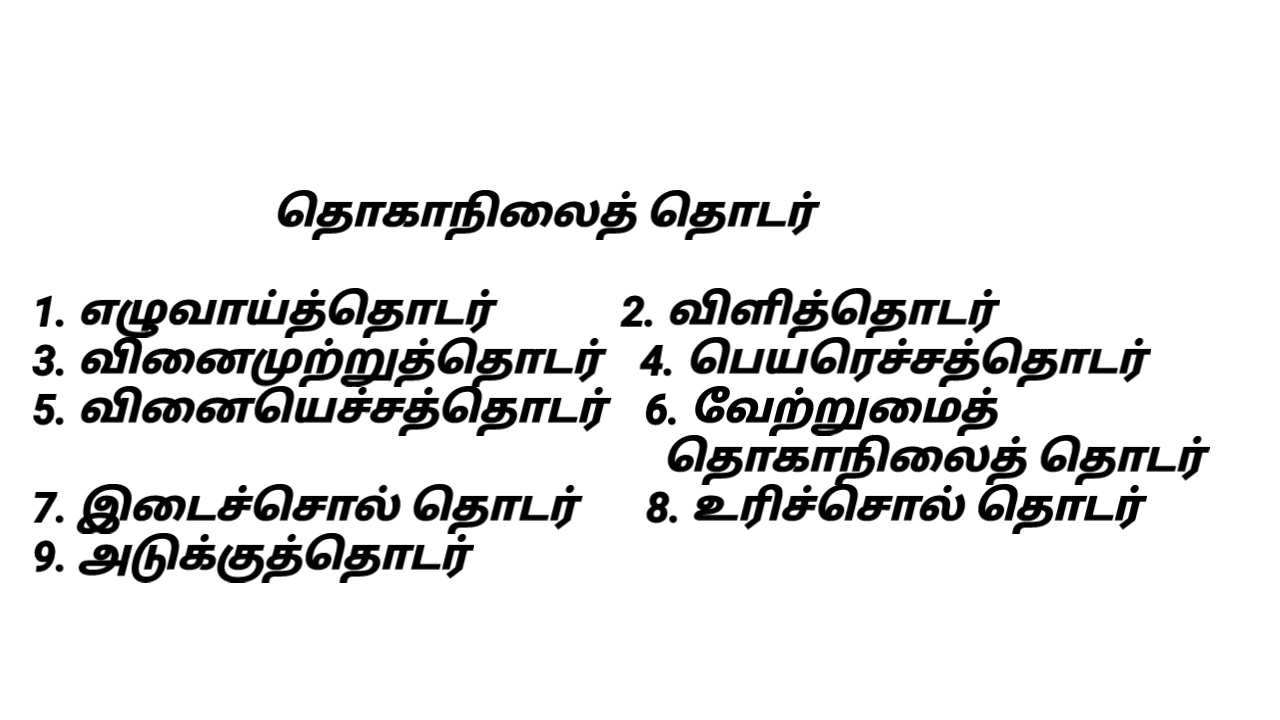 தொகாநிலைத் தொடர்
1. எழுவாய்த்தொடர் 2. விளித்தொடர்
3. வினைமுற்றுத்தொடர் 4. பெயரெச்சத்தொடர்
5. வினையெச்சத்தொடர் 6. வேற்றுமைத்
தொகாநிலைத் தொடர்
7. இடைச்சொல் தொடர் 8. உரிச்சொல் தொடர்
9. அடுக்குத்தொடர்